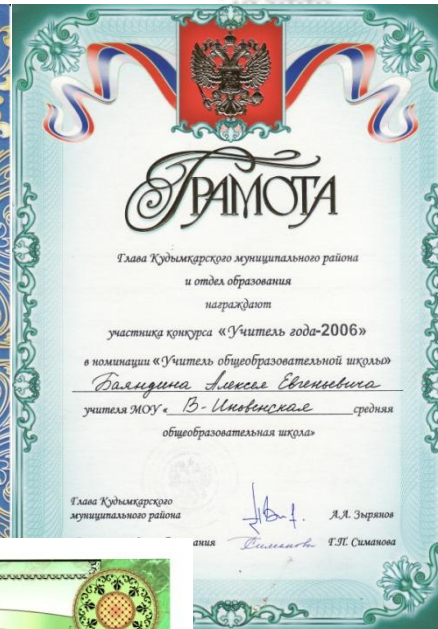 ГРАМОТА
Глава Кудымкарского муниципального района
и отдел образования
награждают
участника конкурса «Учитель года-2006»
в номинации «Учитель общеобразовательной школы»
Баяндина Алексея Евгеньевича
учителя МОУ « В-Иньвенская средняя
общеобразовательная школа»
Глава Кудымкарского
муниципального района А.А. Зырянов
ания Т.П. Симанова